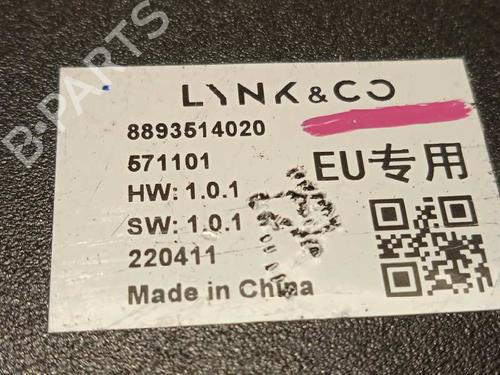 B-PARTS
LYNK&CO
8893514020
571101
EU专用
HW: 1.0.1
SW: 1.0.1
220411
Made in China